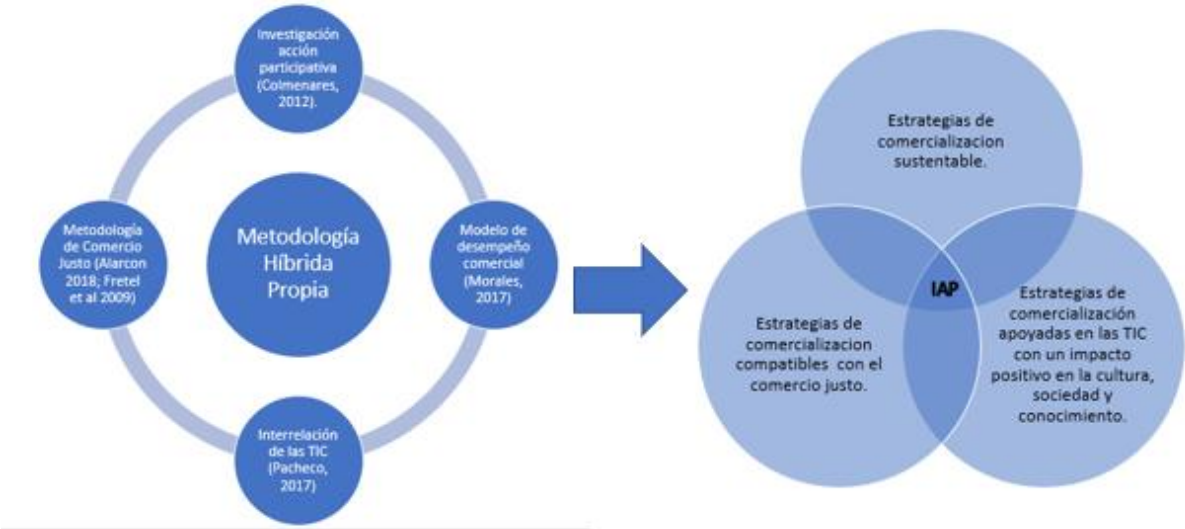 Investigación
acción
participativa
(Colmenares,
2012).
Metodología
de Comercio
Justo (Alarcon
2018; Fretel
et al 2009)
Metodología
Híbrida
Propia
Modelo de
desempeño
comercial
(Morales,
2017)
Interrelación
de las TIC
(Pacheco,
2017)
Estrategias de
comercializacion
sustentable.
IAP
Estrategias de
comercializacion
compatibles con el
comercio justo.
Estrategias de
comercialización
apoyadas en las TIC
con un impacto
positivo en la cultura,
sociedad y
conocimiento.